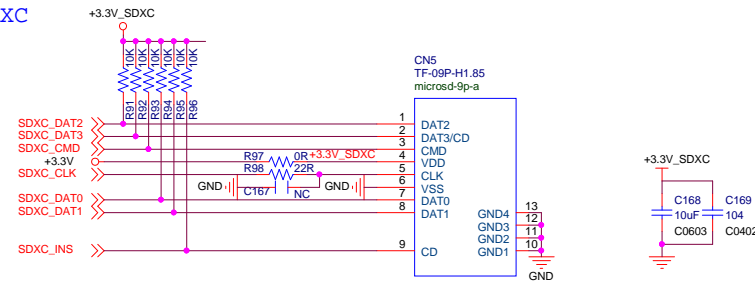 XC
+3.3V_SDXC
10K
10K
10K
10K
10K
10K
R91
R92
R93
R94
R95
R96
CN5
TF-09P-H1.85
microsd-9p-a
SDXC_DAT2
1
DAT2
SDXC_DAT3
2
DAT3/CD
SDXC_CMD
3
CMD
+3.3V
R97
0R
+3.3V_SDXC
4
VDD
SDXC_CLK
R98
22R
5
CLK
GND
C167
NC
GND
6
VSS
SDXC_DAT0
7
DAT0
SDXC_DAT1
8
DAT1
SDXC_INS
9
CD
GND4
13
GND3
12
GND2
11
GND1
10
GND
+3.3V_SDXC
C168
10uF
C0603
C169
104
C0402